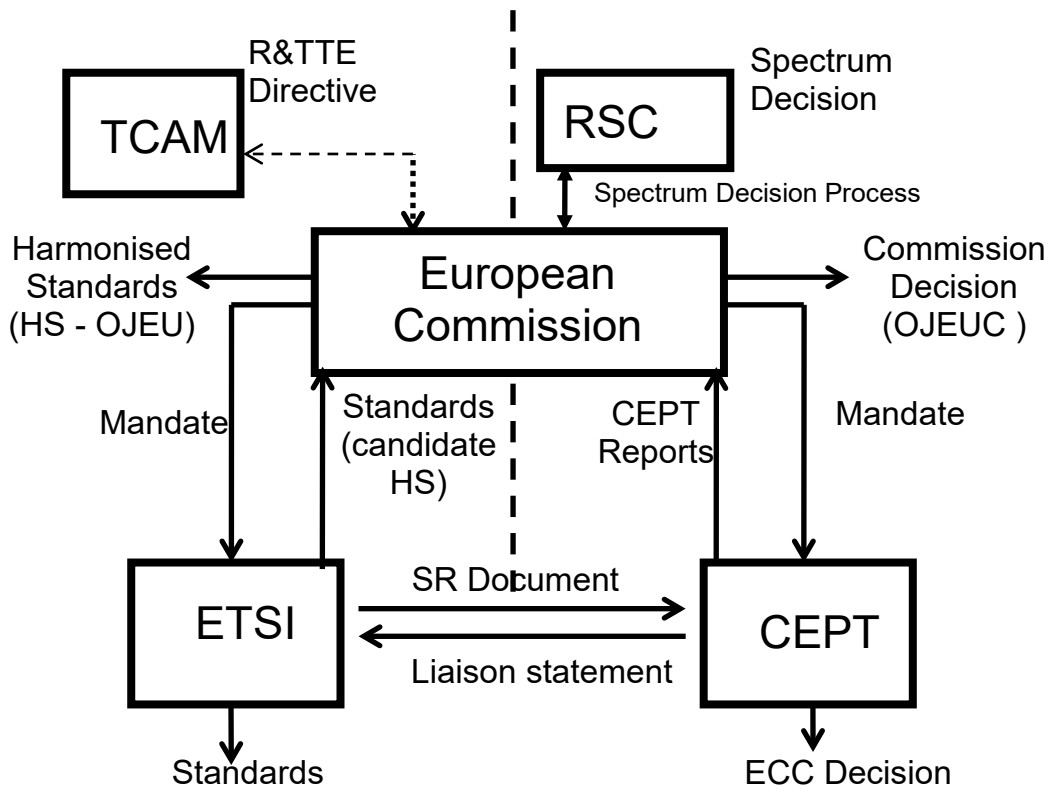 R&TTE
Directive
TCAM
RSC
Spectrum
Decision
Spectrum Decision Process
Harmonised
Standards
(HS - OJEU)
European
Commission
Commission
Decision
(OJEUC )
Mandate
Standards
(candidate
HS)
CEPT
Reports
Mandate
ETSI
SR Document
Liaison statement
CEPT
Standards
ECC Decision